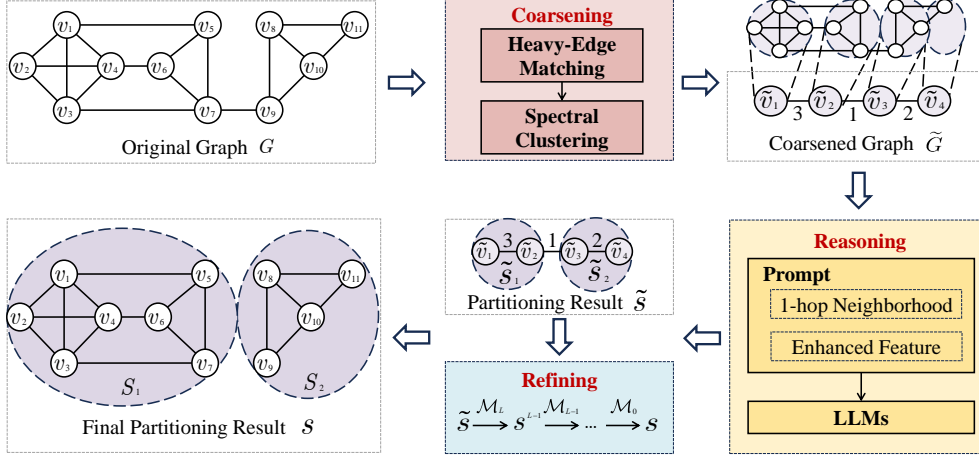 v₁ v₅ v₈ v₁₁
v₂ v₄ v₆ v₁₀
v₃ v₇ v₉
Original Graph G
Coarsening
Heavy-Edge
Matching
Spectral
Clustering
ṽ₁ ṽ₂ ṽ₃ ṽ₄
3 1 2
Coarsened Graph G̃
Reasoning
Prompt
1-hop Neighborhood
Enhanced Feature
LLMs
3 1 2
ṽ₁ ṽ₂ ṽ₃ ṽ₄
s̃₁ s̃₂
Partitioning Result s̃
Refining
ℳ_L ℳ_{L−1} ℳ₀
s̃ s^{L−1} ... s
v₁ v₅ v₈ v₁₁
v₂ v₄ v₆ v₁₀
v₃ v₇ v₉
S₁ S₂
Final Partitioning Result s